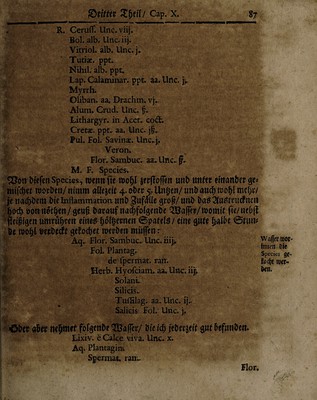 Dritter Theil/ Cap. X. 87
R. Ceruss. Unc. viij.
Bol. alb. Unc. iij.
Vitriol. alb. Unc. j.
Tutiæ. ppt.
Nihil. alb. ppt.
Lap. Calaminar. ppt. aa. Unc. j.
Myrrh.
Oliban. aa. Drachm. vj.
Alum. Crud. Unc. ß.
Lithargyr. in Acet. coct.
Cretæ. ppt. aa. Unc. jß.
Pul. Fol. Savinæ. Unc. j.
Veron.
Flor. Sambuc. aa. Unc. ß.
M. F. Species.
Von diesen Species, wenn sie wohl zerstossen und unter einander ge-
mischet worden/ nimm allezeit 4. oder 5. Untzen/ und auch wohl mehr/
je nachdem die Inflammation und Zufälle groß/ und das Austrucknen
hoch von nöthen/ geuß darauf nachfolgende Wasser/ womit sie/ nebst
fleißigen umrühren eines höltzernen Spatels/ eine gute halbe Stun-
de wohl verdeckt gekochet werden müssen:
Aq. Flor. Sambuc. Unc. iiij.
Fol. Plantag.
de spermat. ran.
Herb. Hyosciam. aa. Unc. iij.
Solani.
Silicis.
Tussilag. aa. Unc. ij.
Salicis Fol. Unc. j.
Wasser wor-
innen die
Species ge-
kocht wer-
den.
Oder aber nehmet folgende Wasser/ die ich jederzeit gut befunden.
Lixiv. è Calce viva. Unc. x.
Aq. Plantagin.
Spermat. ran.
Flor.